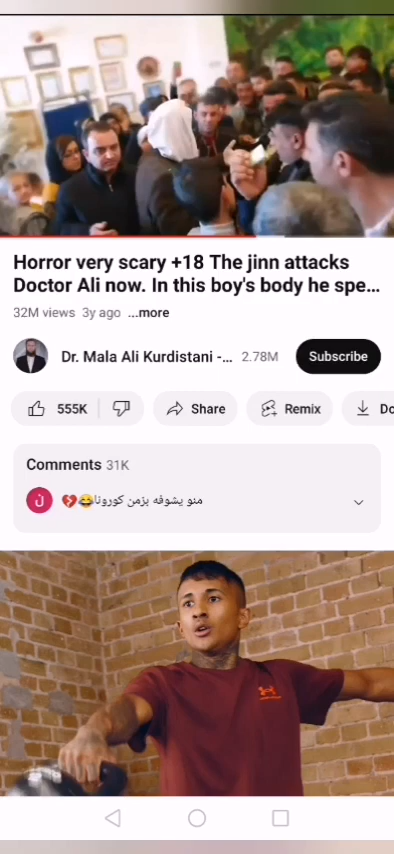 Horror very scary +18 The jinn attacks
Doctor Ali now. In this boy's body he spe...
32M views 3y ago ...more
Dr. Mala Ali Kurdistani -... 2.78M Subscribe
555K Share Remix Do
Comments 31K
ن منو يشوفه بزمن كورونا😂💔